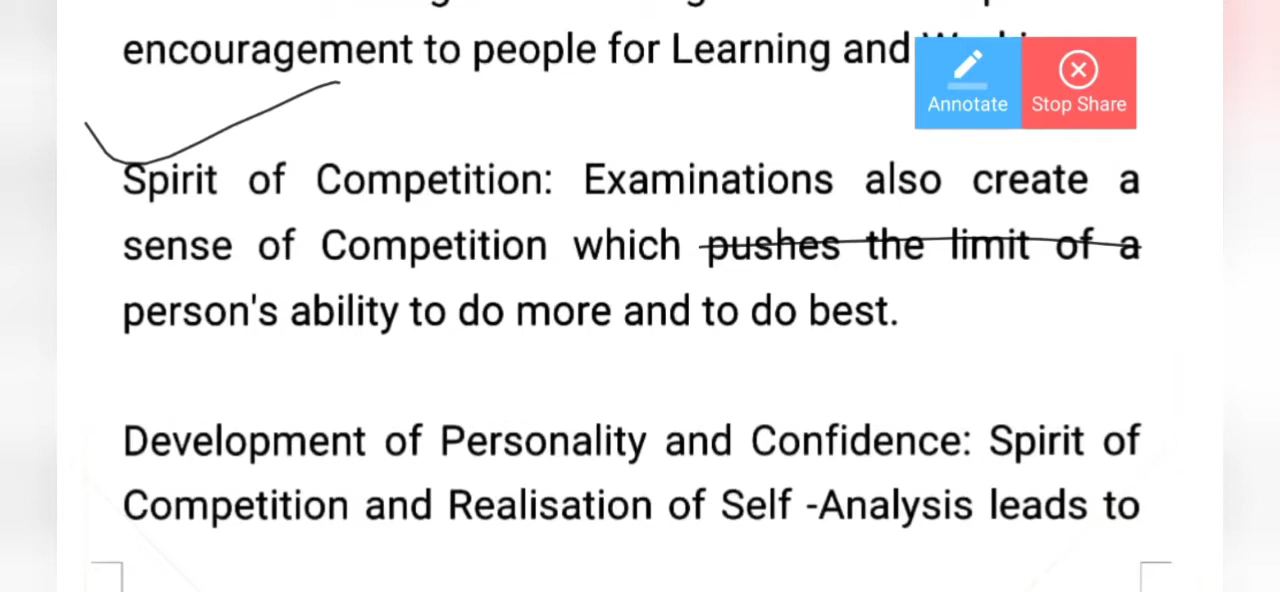 encouragement to people for Learning and
Annotate
Stop Share
Spirit of Competition: Examinations also create a
sense of Competition which pushes the limit of a
person's ability to do more and to do best.
Development of Personality and Confidence: Spirit of
Competition and Realisation of Self -Analysis leads to